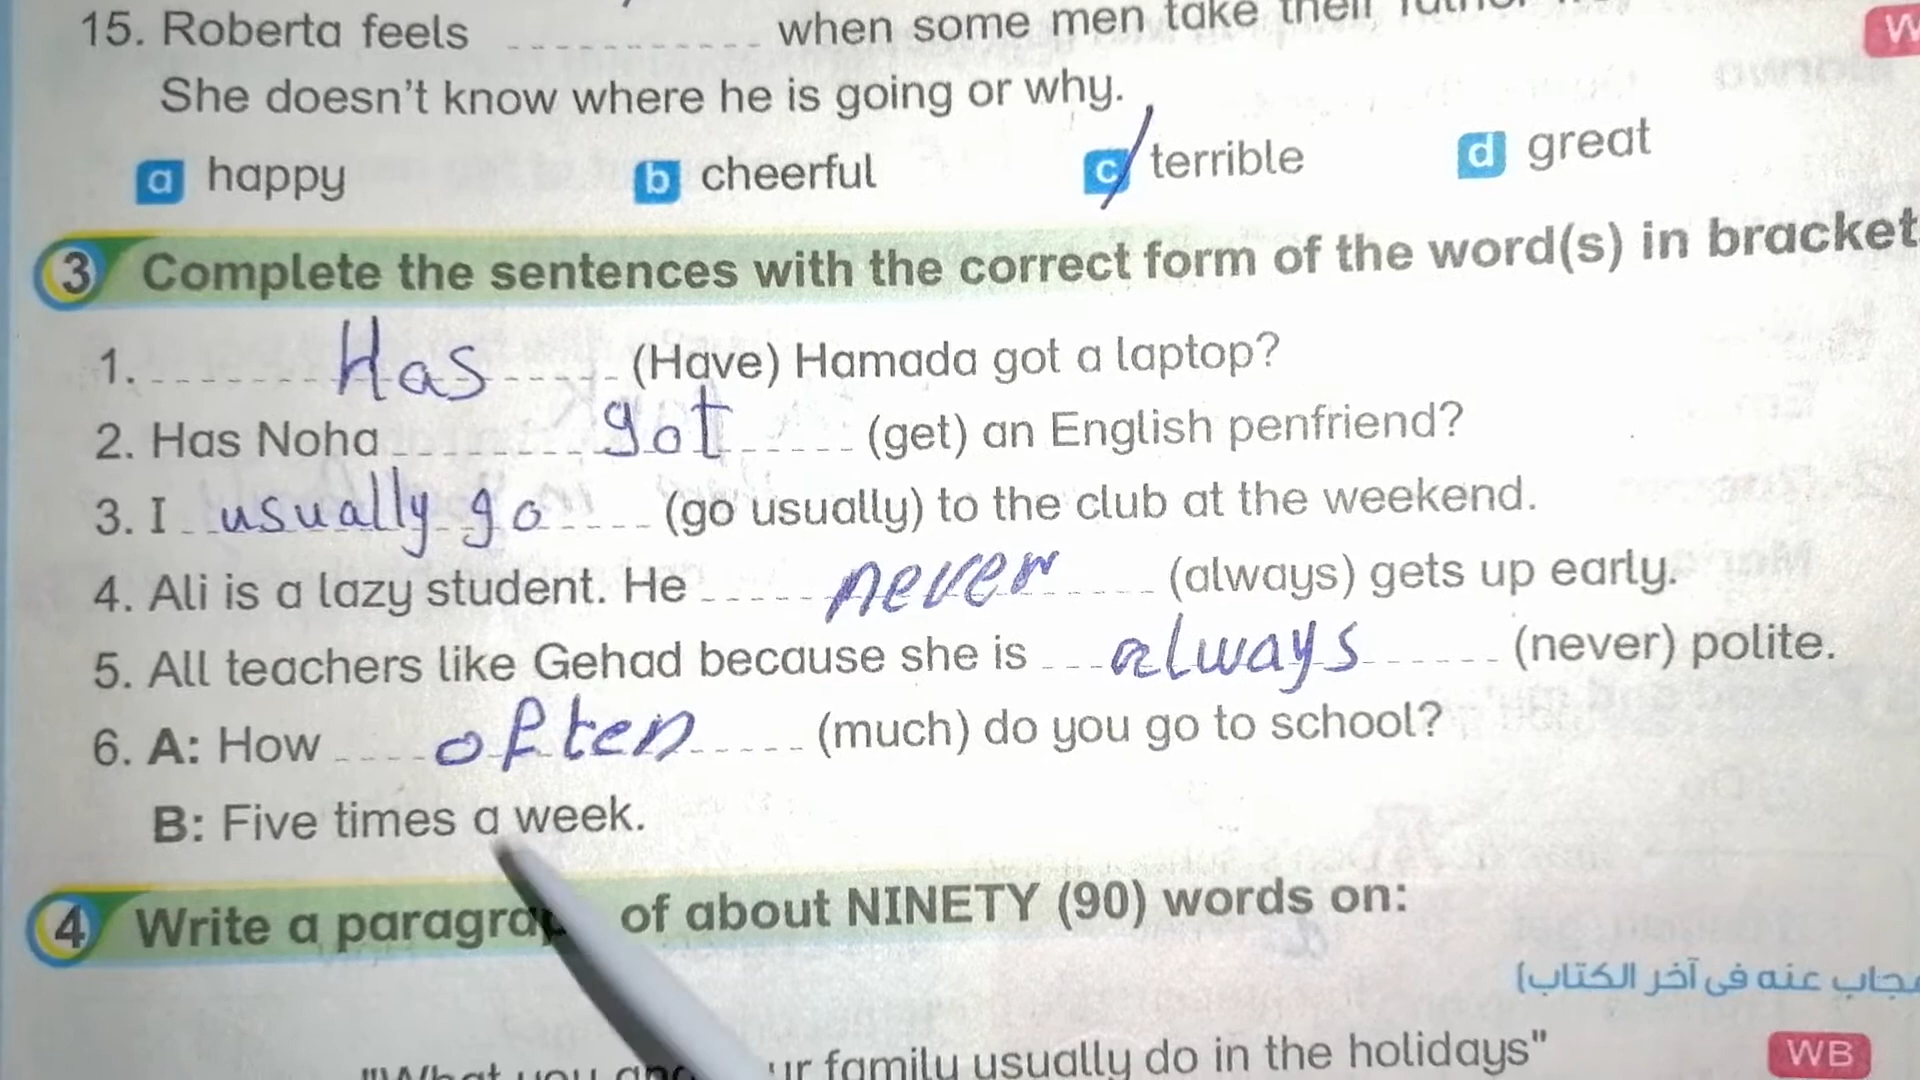 15. Roberta feels ............ when some men take their
She doesn't know where he is going or why.
a happy b cheerful c terrible d great
3 Complete the sentences with the correct form of the word(s) in bracket
1. Has (Have) Hamada got a laptop?
2. Has Noha got (get) an English penfriend?
3. I usually go (go usually) to the club at the weekend.
4. Ali is a lazy student. He never (always) gets up early.
5. All teachers like Gehad because she is always (never) polite.
6. A: How often (much) do you go to school?
B: Five times a week.
4 Write a of about NINETY (90) words on:
مجاب عنه فى آخر الكتاب)
"What you family usually do in the holidays" WB